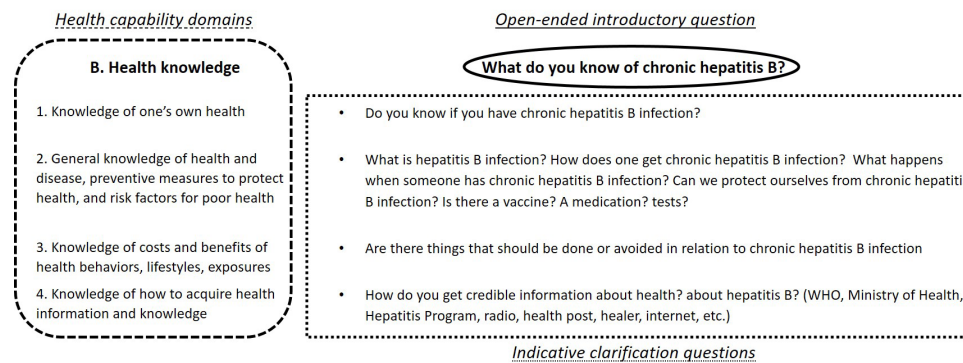 Health capability domains
Open-ended introductory question
B. Health knowledge
What do you know of chronic hepatitis B?
1. Knowledge of one's own health
• Do you know if you have chronic hepatitis B infection?
2. General knowledge of health and
disease, preventive measures to protect
health, and risk factors for poor health
• What is hepatitis B infection? How does one get chronic hepatitis B infection? What happens
when someone has chronic hepatitis B infection? Can we protect ourselves from chronic hepatiti
B infection? Is there a vaccine? A medication? tests?
3. Knowledge of costs and benefits of
health behaviors, lifestyles, exposures
• Are there things that should be done or avoided in relation to chronic hepatitis B infection
4. Knowledge of how to acquire health
information and knowledge
• How do you get credible information about health? about hepatitis B? (WHO, Ministry of Health,
Hepatitis Program, radio, health post, healer, internet, etc.)
Indicative clarification questions